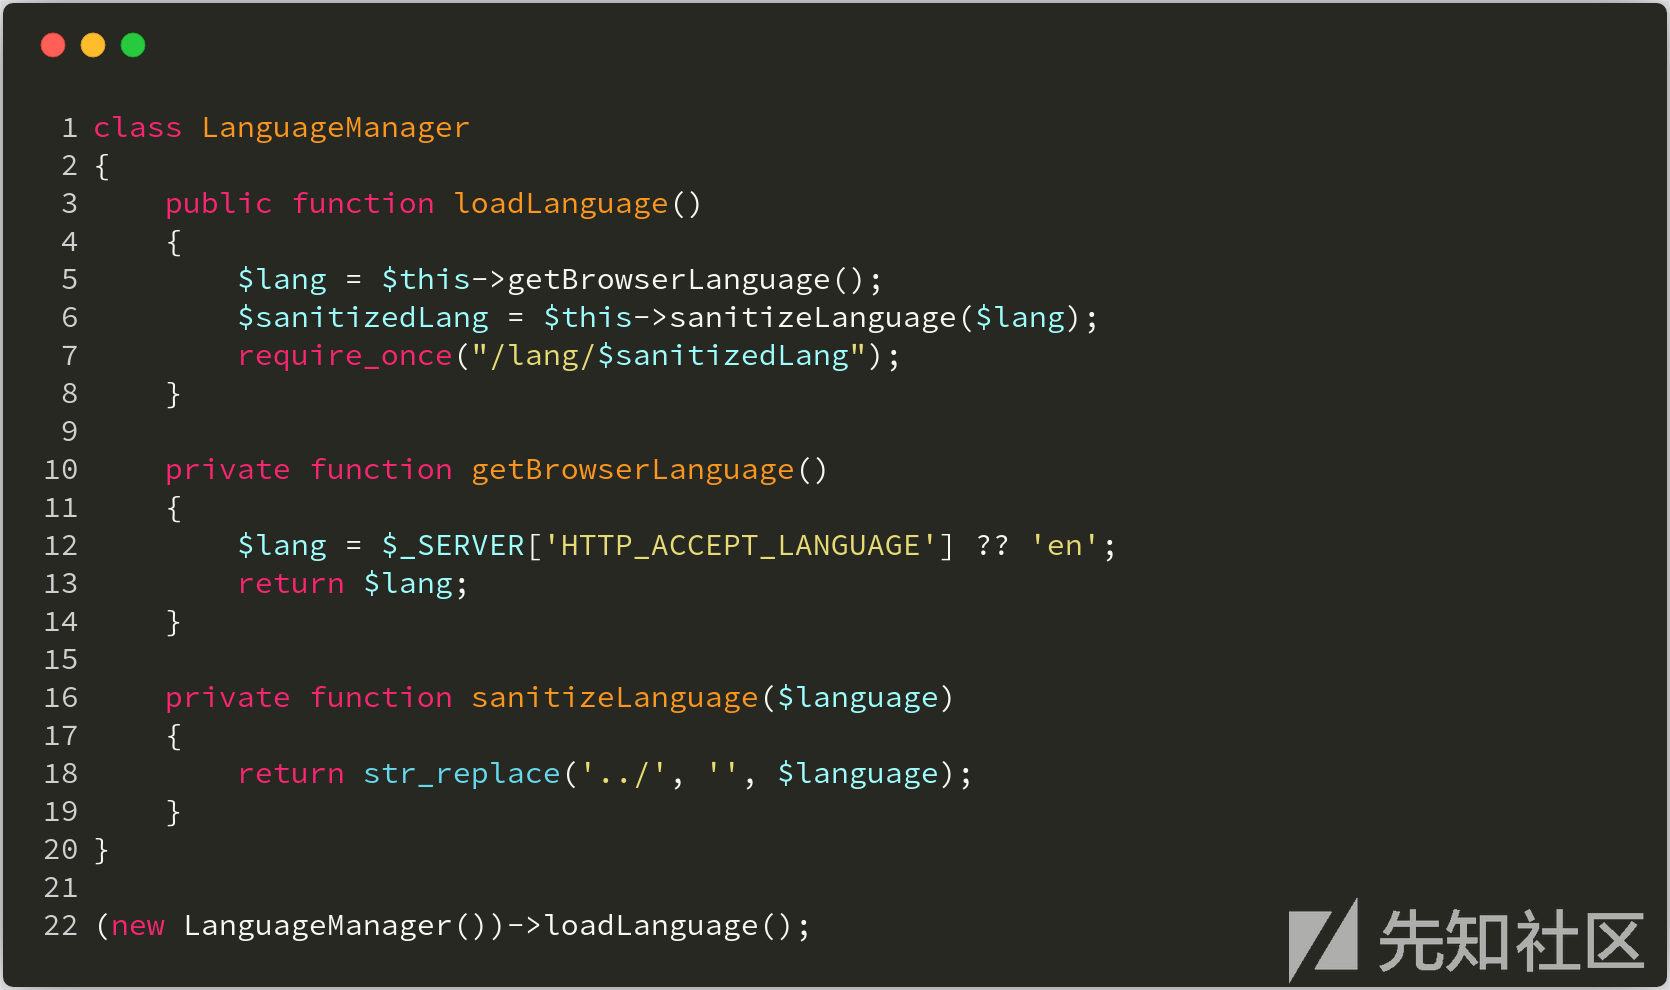 1 class LanguageManager
2 {
3     public function loadLanguage()
4     {
5         $lang = $this->getBrowserLanguage();
6         $sanitizedLang = $this->sanitizeLanguage($lang);
7         require_once("/lang/$sanitizedLang");
8     }
9
10     private function getBrowserLanguage()
11     {
12         $lang = $_SERVER['HTTP_ACCEPT_LANGUAGE'] ?? 'en';
13         return $lang;
14     }
15
16     private function sanitizeLanguage($language)
17     {
18         return str_replace('../', '', $language);
19     }
20 }
21
22 (new LanguageManager())->loadLanguage();
先知社区